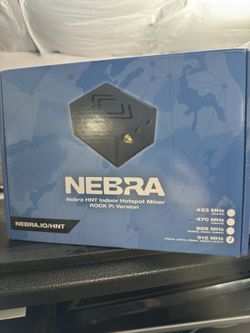 NEBRA
Nebra HNT Indoor Hotspot Miner
ROCK Pi Version
NEBRA.IO/HNT
433 MHz
470 MHz
868 MHz
915 MHz